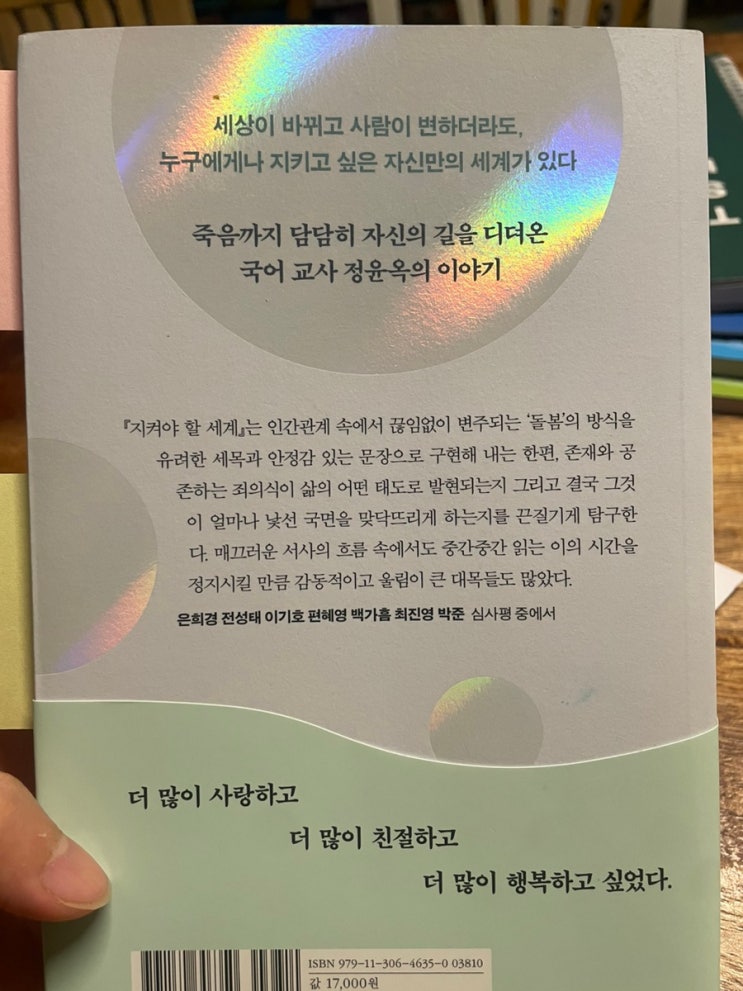 세상이 바뀌고 사람이 변하더라도,
누구에게나 지키고 싶은 자신만의 세계가 있다
죽음까지 담담히 자신의 길을 디뎌온
국어 교사 정윤옥의 이야기
『지켜야 할 세계』는 인간관계 속에서 끊임없이 변주되는 ‘돌봄’의 방식을
유려한 세목과 안정감 있는 문장으로 구현해 내는 한편, 존재와 공
존하는 죄의식이 삶의 어떤 태도로 발현되는지 그리고 결국 그것
이 얼마나 낯선 국면을 맞닥뜨리게 하는지를 끈질기게 탐구한
다. 매끄러운 서사의 흐름 속에서도 중간중간 읽는 이의 시간을
정지시킬 만큼 감동적이고 울림이 큰 대목들도 많았다.
은희경 전성태 이기호 편혜영 백가흠 최진영 박준 심사평 중에서
더 많이 사랑하고
더 많이 친절하고
더 많이 행복하고 싶었다.
ISBN 979-11-306-4635-0 03810
값 17,000원